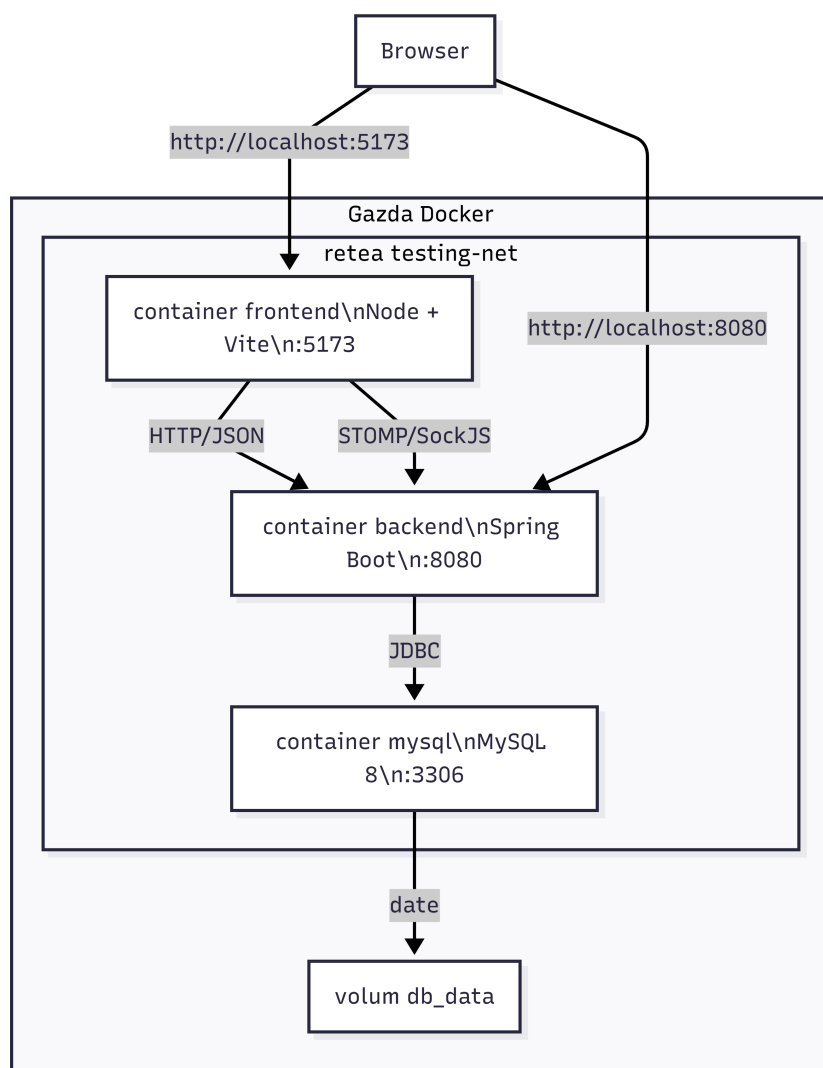 Browser
http://localhost:5173
Gazda Docker
retea testing-net
container frontend\nNode +
Vite\n:5173
http://localhost:8080
HTTP/JSON
STOMP/SockJS
container backend\nSpring
Boot\n:8080
JDBC
container mysql\nMySQL
8\n:3306
date
volum db_data